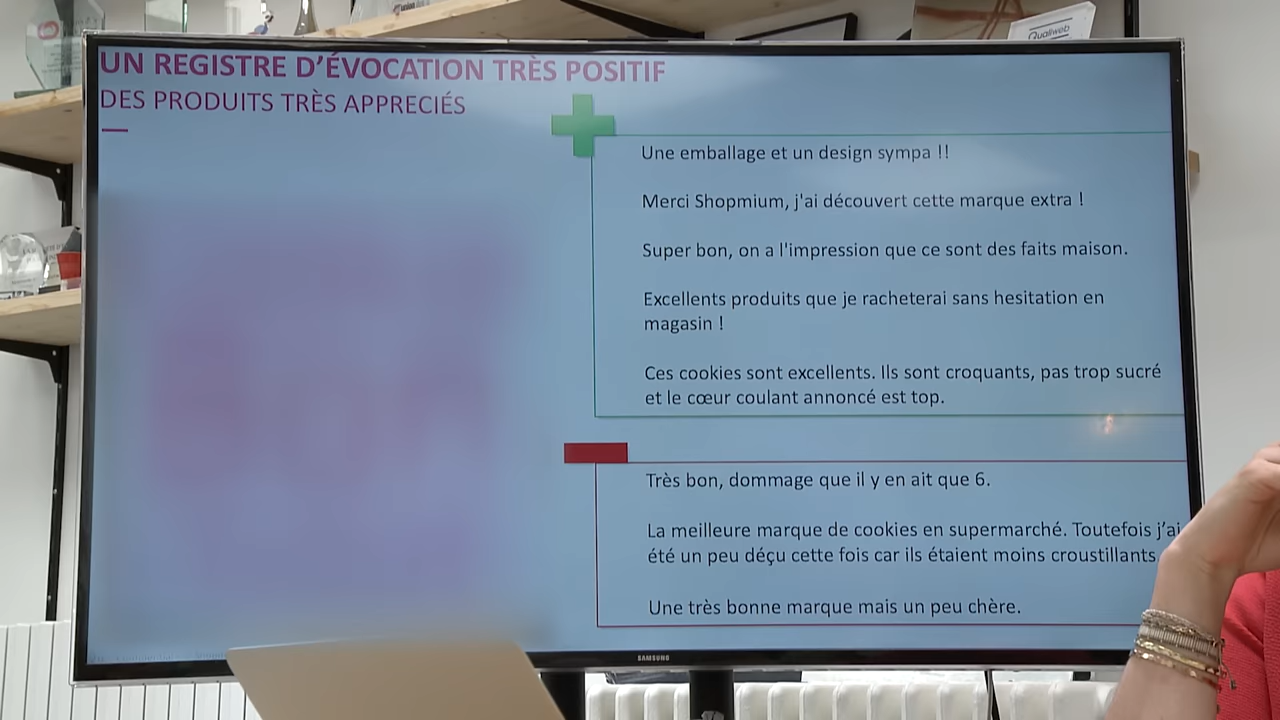 Qualiweb
UN REGISTRE D'ÉVOCATION TRÈS POSITIF
DES PRODUITS TRÈS APPRECIÉS
Une emballage et un design sympa !!
Merci Shopmium, j'ai découvert cette marque extra !
Super bon, on a l'impression que ce sont des faits maison.
Excellents produits que je racheterai sans hesitation en
magasin !
Ces cookies sont excellents. Ils sont croquants, pas trop sucré
et le cœur coulant annoncé est top.
Très bon, dommage que il y en ait que 6.
La meilleure marque de cookies en supermarché. Toutefois j'ai
été un peu déçu cette fois car ils étaient moins croustillants
Une très bonne marque mais un peu chère.
SAMSUNG